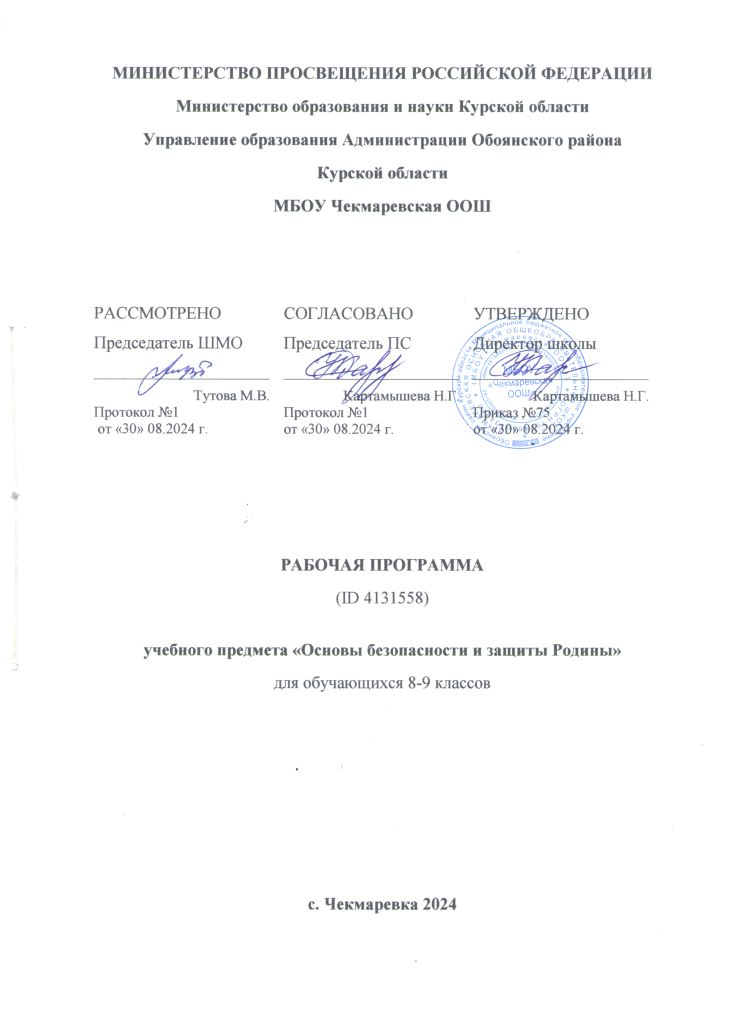 МИНИСТЕРСТВО ПРОСВЕЩЕНИЯ РОССИЙСКОЙ ФЕДЕРАЦИИ
Министерство образования и науки Курской области
Управление образования Администрации Обоянского района
Курской области
МБОУ Чекмаревская ООШ
РАССМОТРЕНО
Председатель ШМО
Тутова М.В.
Протокол №1
от «30» 08.2024 г.
СОГЛАСОВАНО
Председатель ПС
Картамышева Н.Г.
Протокол №1
от «30» 08.2024 г.
УТВЕРЖДЕНО
Директор школы
Картамышева Н.Г.
Приказ №75
от «30» 08.2024 г.
«Чекмаревская
ООШ»
РАБОЧАЯ ПРОГРАММА
(ID 4131558)
учебного предмета «Основы безопасности и защиты Родины»
для обучающихся 8-9 классов
с. Чекмаревка 2024